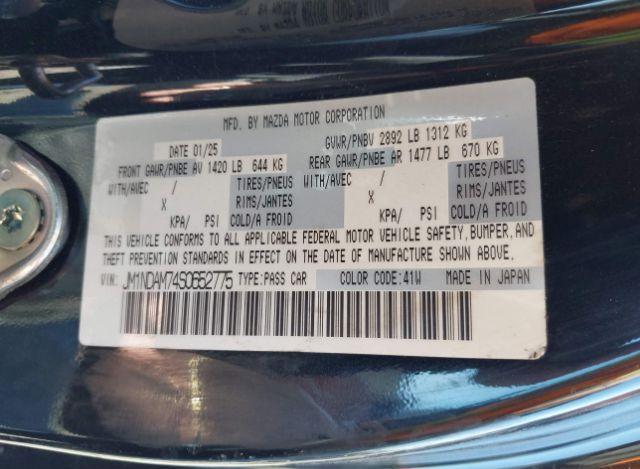 MFD. BY MAZDA MOTOR CORPORATION
DATE 01/25 GVWR/PNBV 2892 LB 1312 KG
FRONT GAWR/PNBE AV 1420 LB 644 KG REAR GAWR/PNBE AR 1477 LB 670 KG
WITH/AVEC / TIRES/PNEUS WITH/AVEC / TIRES/PNEUS
X RIMS/JANTES X RIMS/JANTES
KPA/ PSI COLD/A FROID KPA/ PSI COLD/A FROID
THIS VEHICLE CONFORMS TO ALL APPLICABLE FEDERAL MOTOR VEHICLE SAFETY, BUMPER, AND
THEFT PREVENTION STANDARDS IN EFFECT ON THE DATE OF MANUFACTURE SHOWN ABOVE.
VIN: JM1NDAM74S0652775 TYPE: PASS CAR COLOR CODE: 41W MADE IN JAPAN